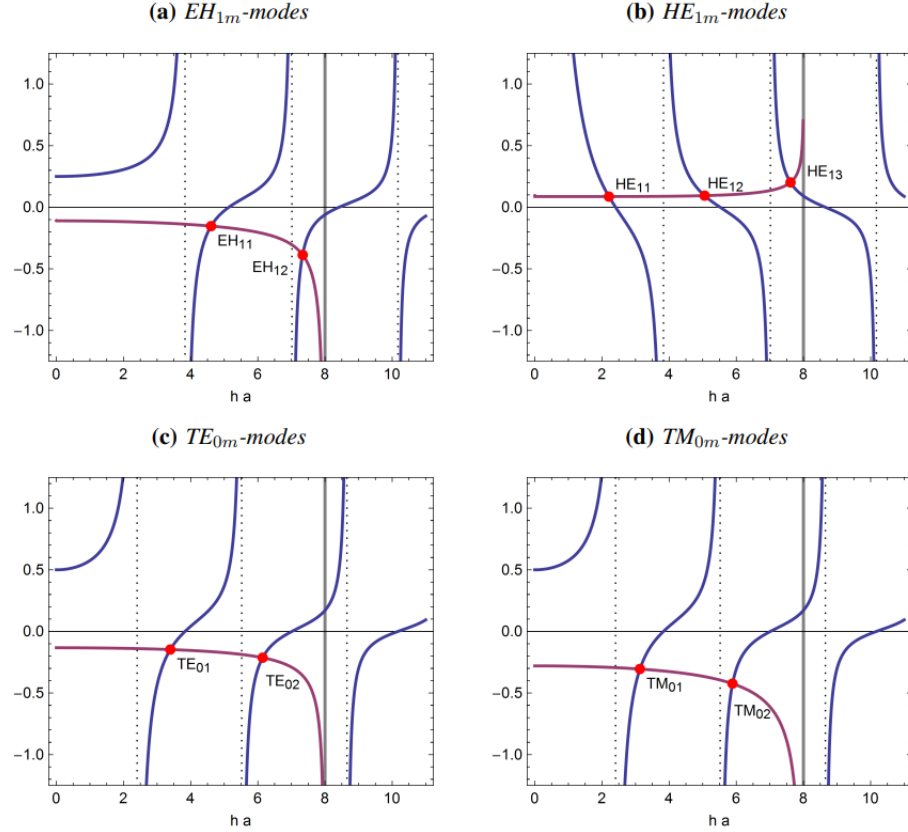 (a) EH1m-modes
(b) HE1m-modes
1.0
0.5
0.0
−0.5
−1.0
EH11
EH12
0 2 4 6 8 10
h a
1.0
0.5
0.0
−0.5
−1.0
HE11
HE12
HE13
0 2 4 6 8 10
h a
(c) TE0m-modes
(d) TM0m-modes
1.0
0.5
0.0
−0.5
−1.0
TE01
TE02
0 2 4 6 8 10
h a
1.0
0.5
0.0
−0.5
−1.0
TM01
TM02
0 2 4 6 8 10
h a